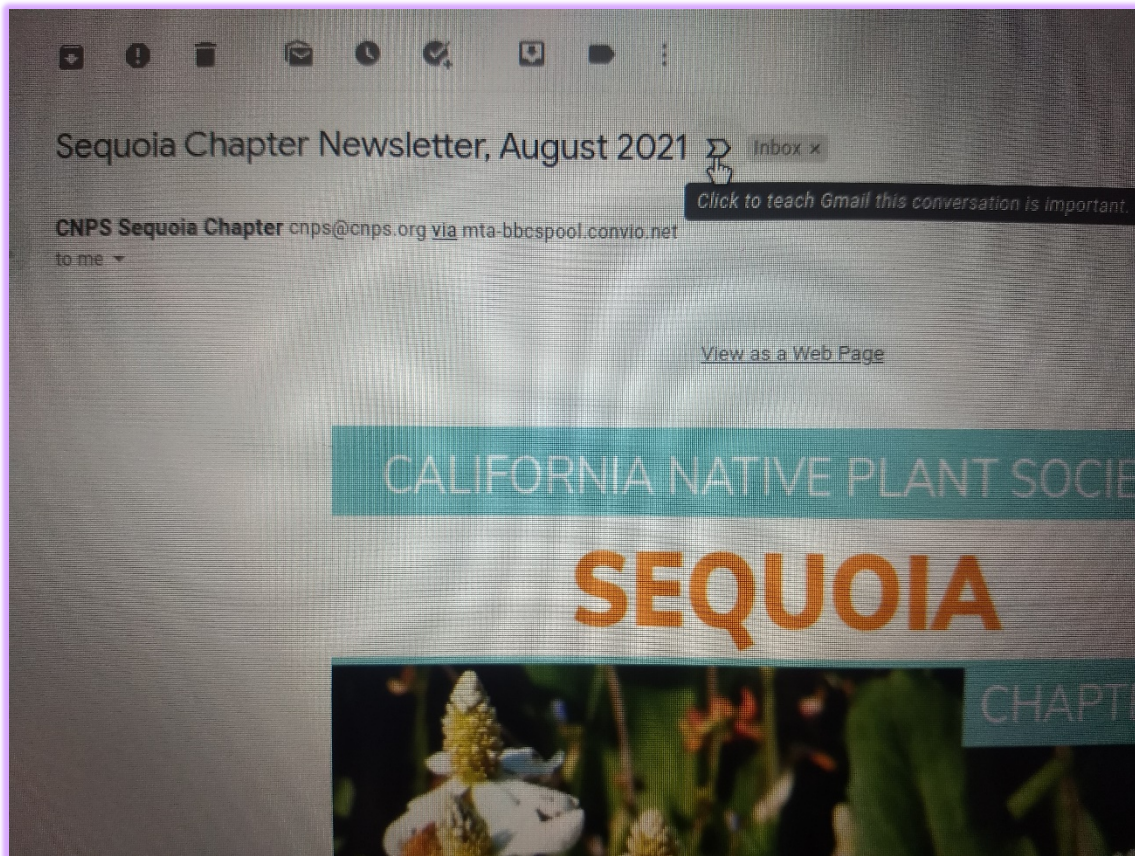 Sequoia Chapter Newsletter, August 2021 Inbox ×
Click to teach Gmail this conversation is important.
CNPS Sequoia Chapter cnps@cnps.org via mta-bbcspool.convio.net
to me
View as a Web Page
CALIFORNIA NATIVE PLANT SOCIE
SEQUOIA
CHAPT